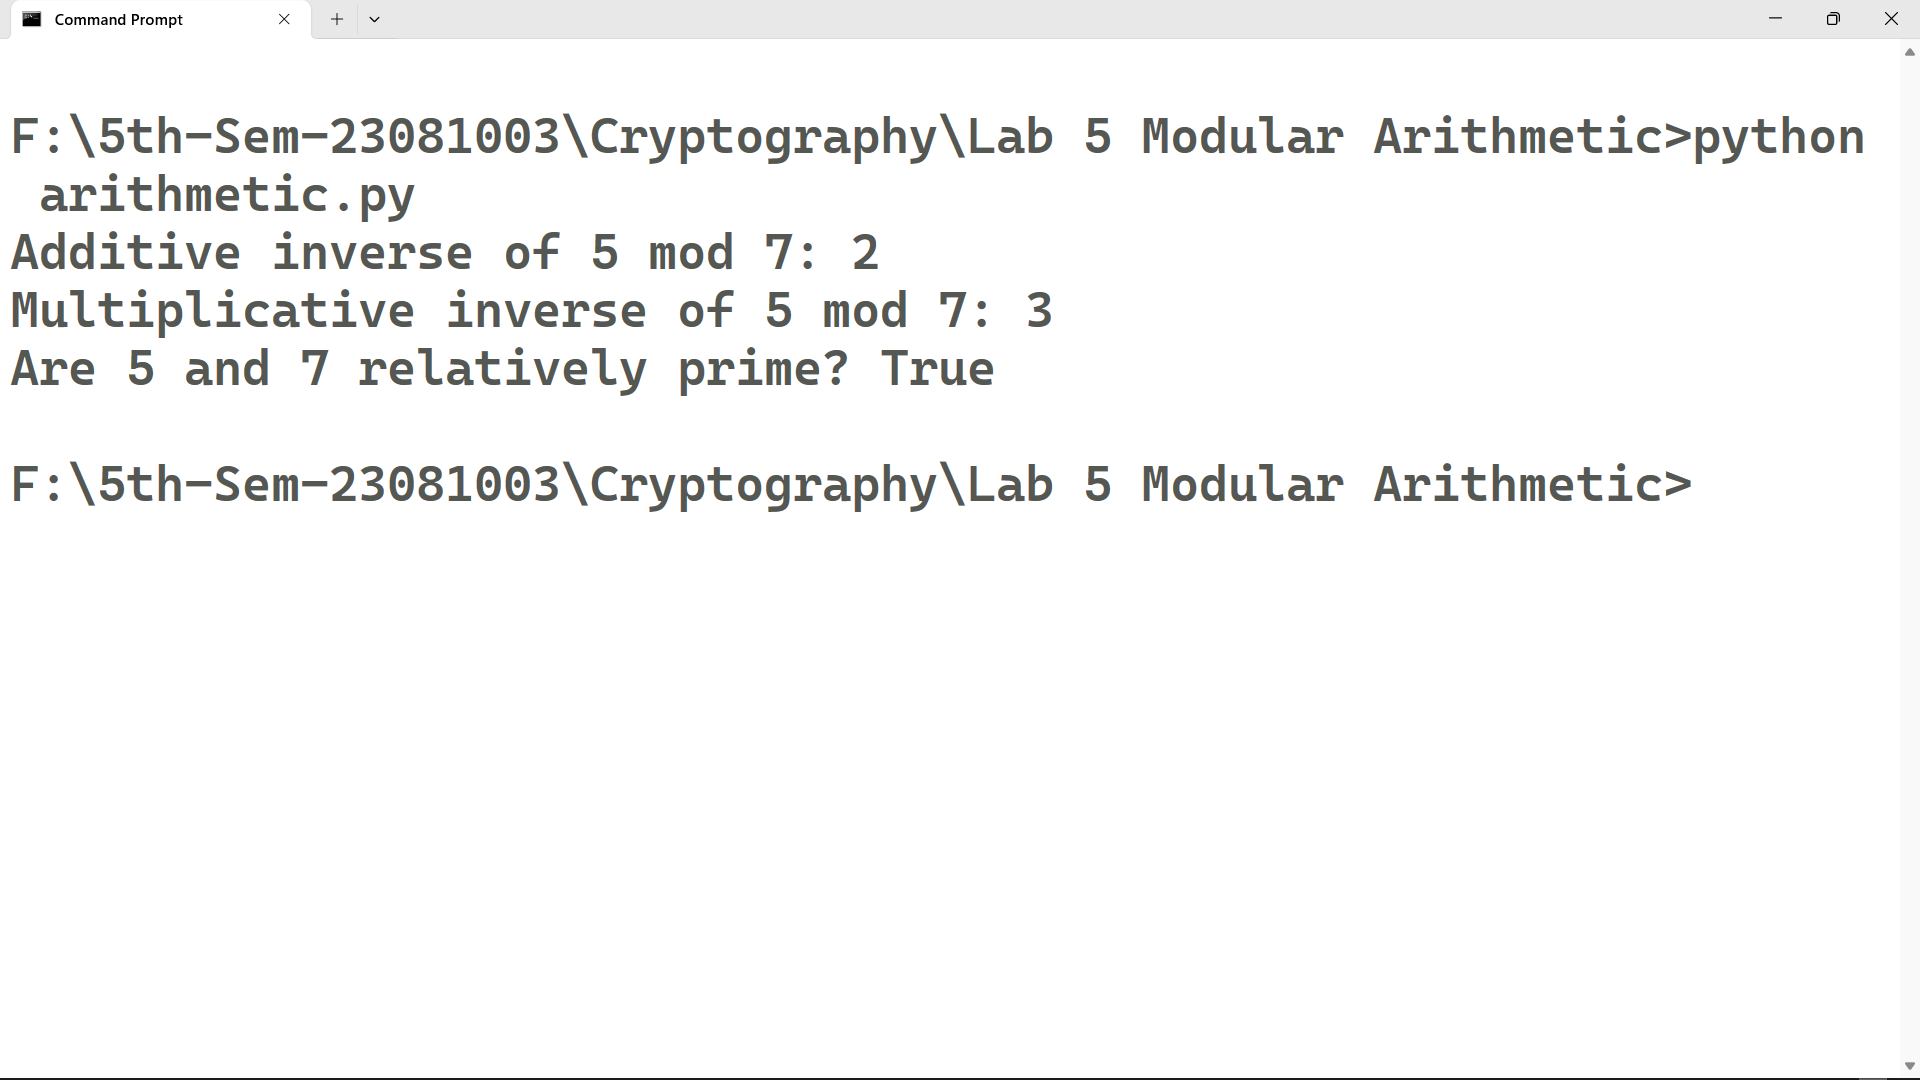 Command Prompt
F:\5th-Sem-23081003\Cryptography\Lab 5 Modular Arithmetic>python
 arithmetic.py
Additive inverse of 5 mod 7: 2
Multiplicative inverse of 5 mod 7: 3
Are 5 and 7 relatively prime? True
F:\5th-Sem-23081003\Cryptography\Lab 5 Modular Arithmetic>